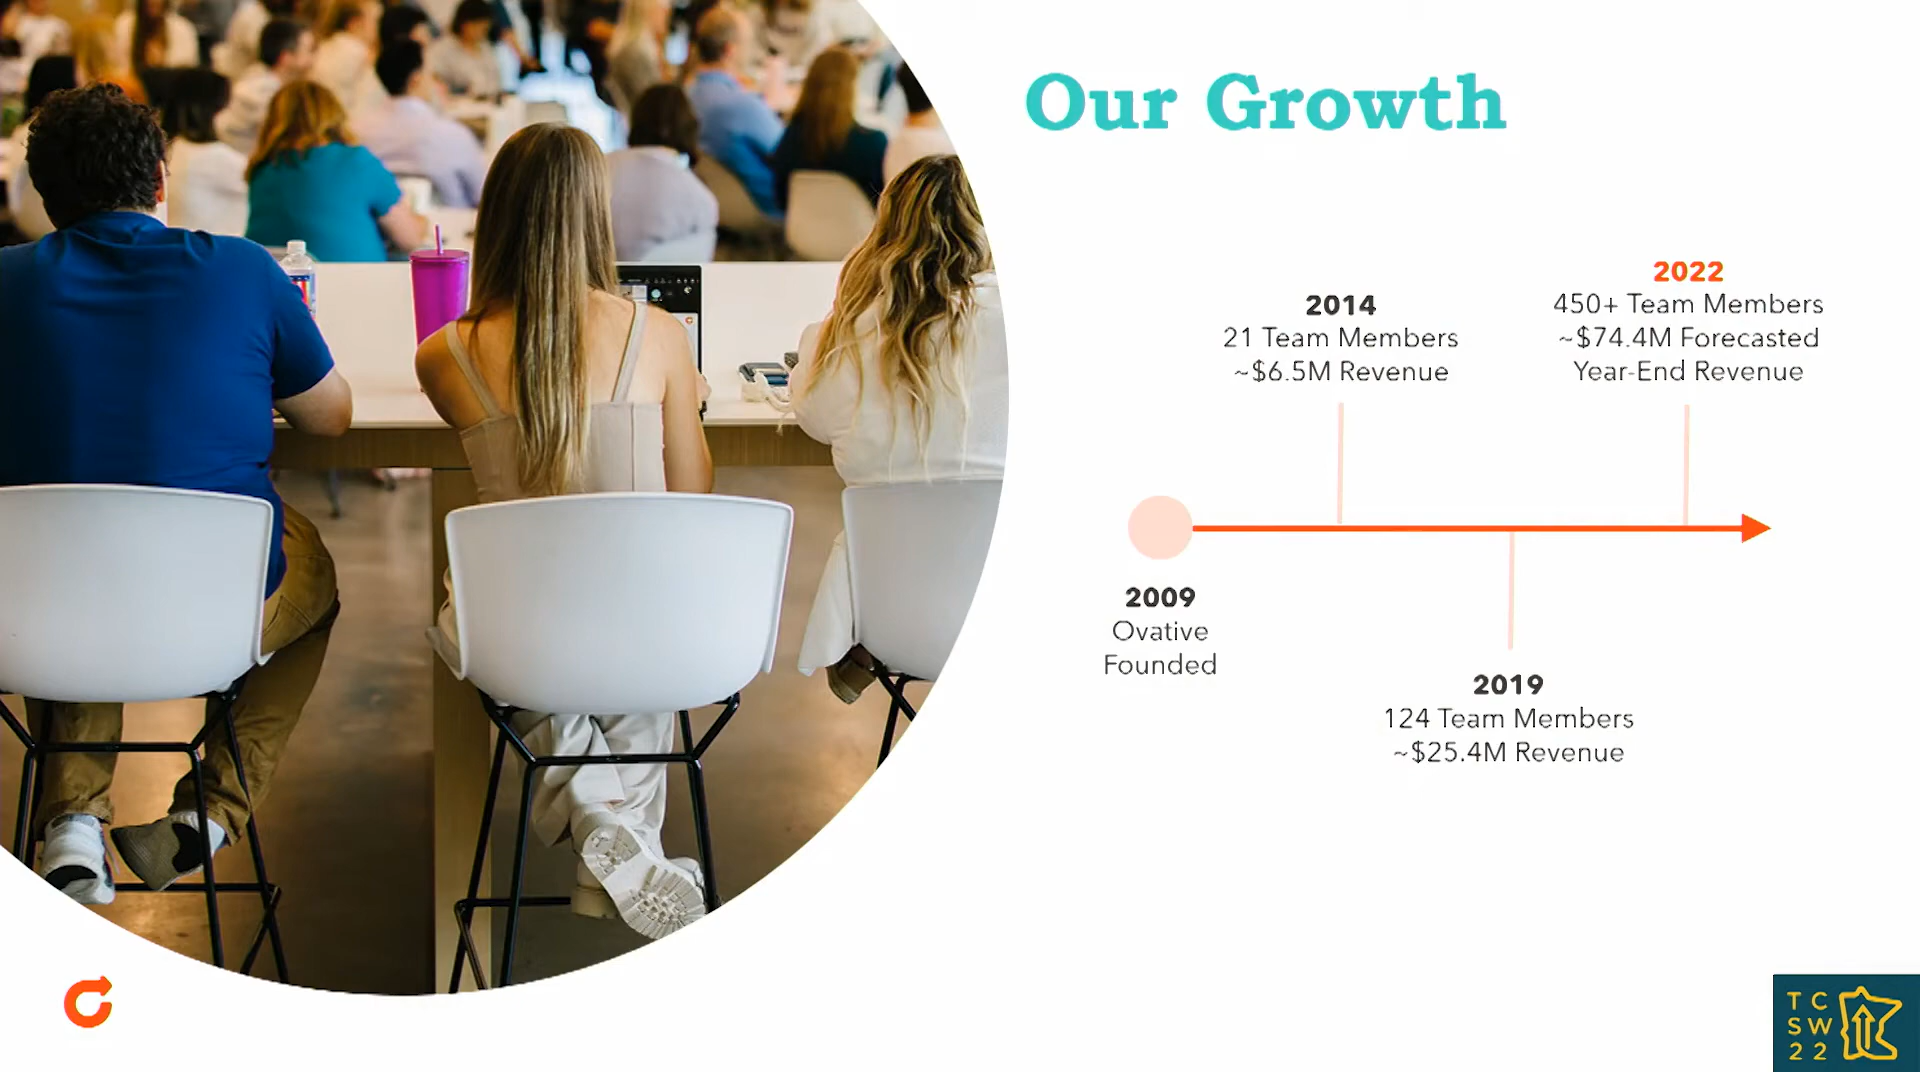 Our Growth
2014
21 Team Members
~$6.5M Revenue
2022
450+ Team Members
~$74.4M Forecasted
Year-End Revenue
2009
Ovative
Founded
2019
124 Team Members
~$25.4M Revenue
T C
S W
2 2